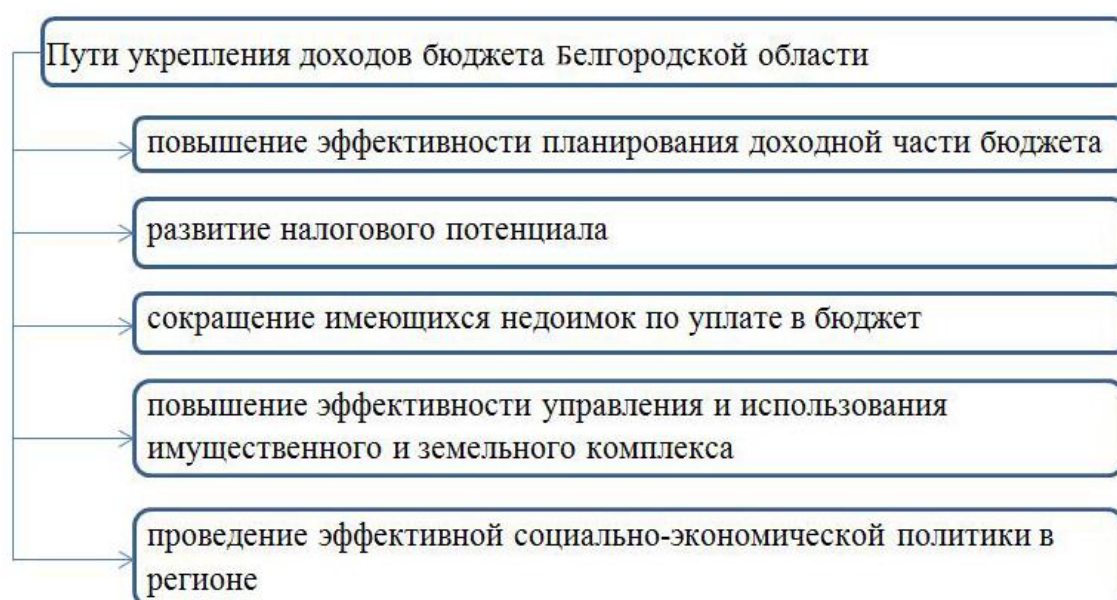 Пути укрепления доходов бюджета Белгородской области
повышение эффективности планирования доходной части бюджета
развитие налогового потенциала
сокращение имеющихся недоимок по уплате в бюджет
повышение эффективности управления и использования
имущественного и земельного комплекса
проведение эффективной социально-экономической политики в
регионе